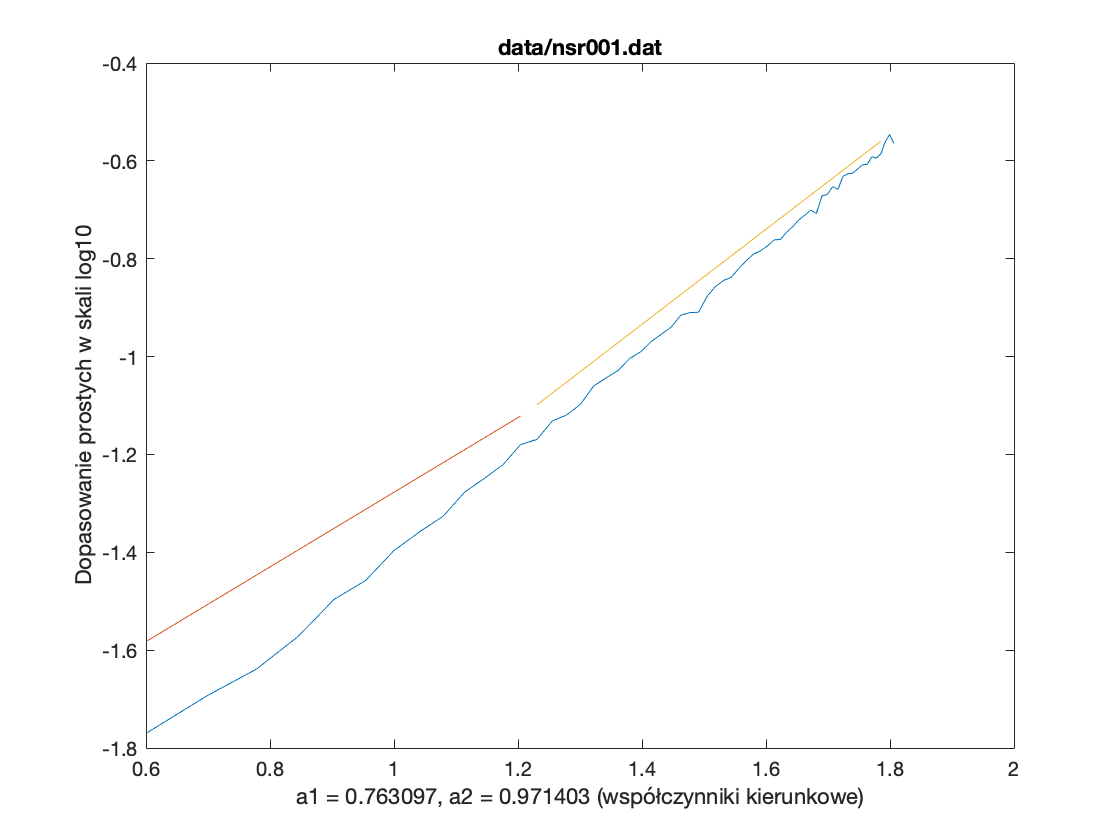 data/nsr001.dat
Dopasowanie prostych w skali log10
-0.4
-0.6
-0.8
-1
-1.2
-1.4
-1.6
-1.8
0.6 0.8 1 1.2 1.4 1.6 1.8 2
a1 = 0.763097, a2 = 0.971403 (współczynniki kierunkowe)